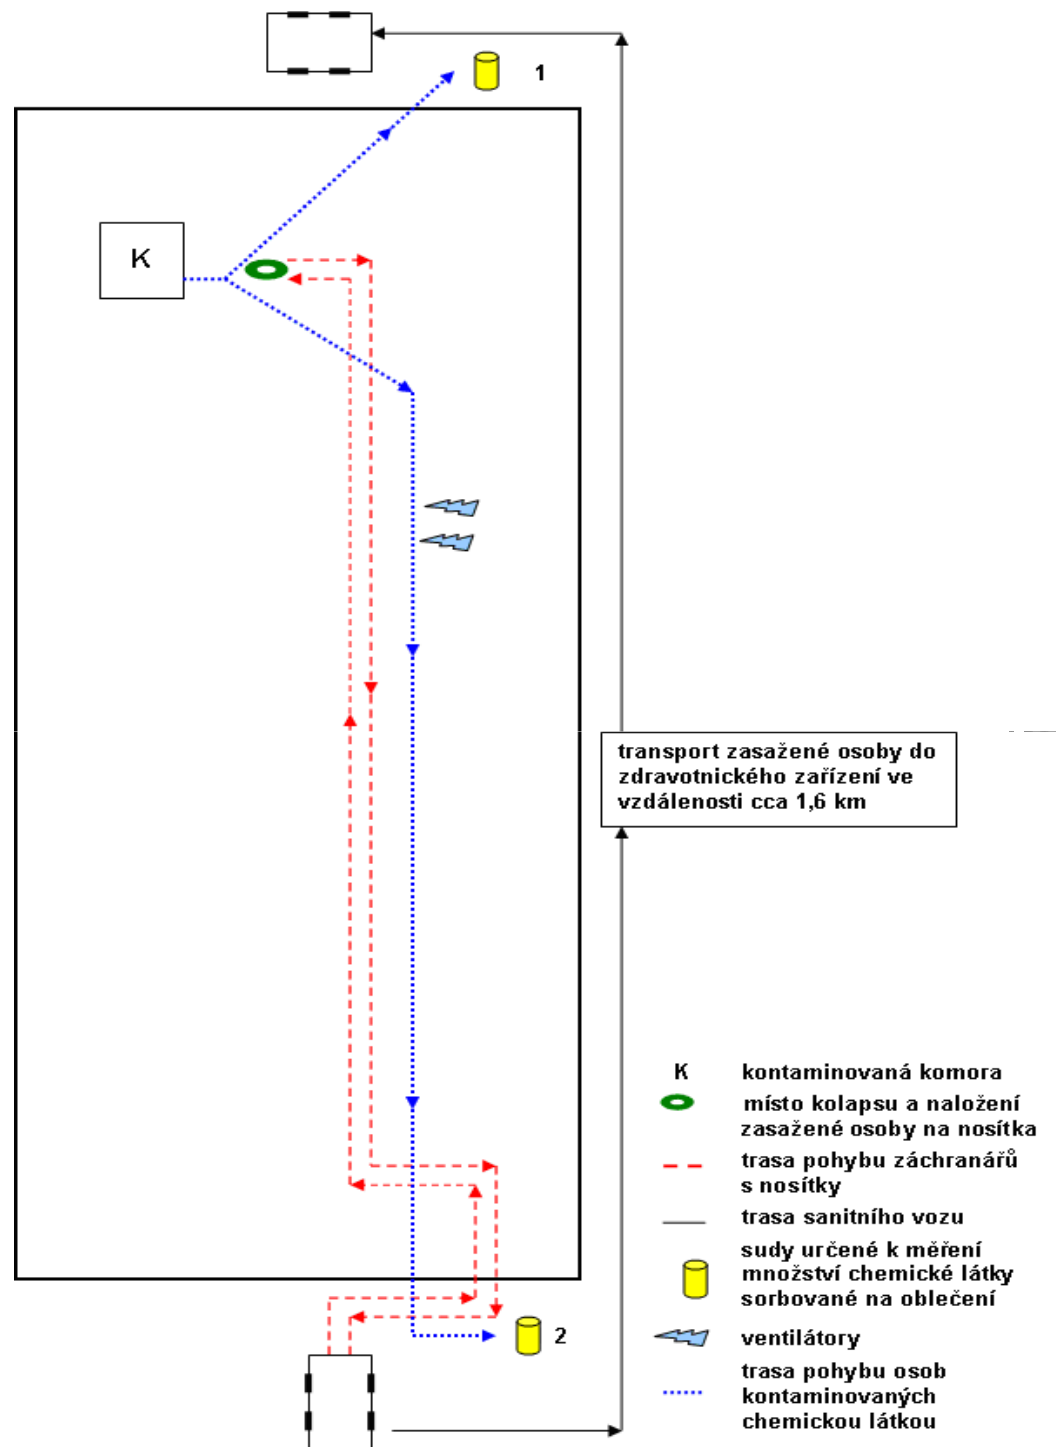 1
K
transport zasažené osoby do
zdravotnického zařízení ve
vzdálenosti cca 1,6 km
K kontaminovaná komora
místo kolapsu a naložení
zasažené osoby na nosítka
trasa pohybu záchranářů
s nosítky
trasa sanitního vozu
sudy určené k měření
množství chemické látky
sorbované na oblečení
2
ventilátory
trasa pohybu osob
kontaminovaných
chemickou látkou